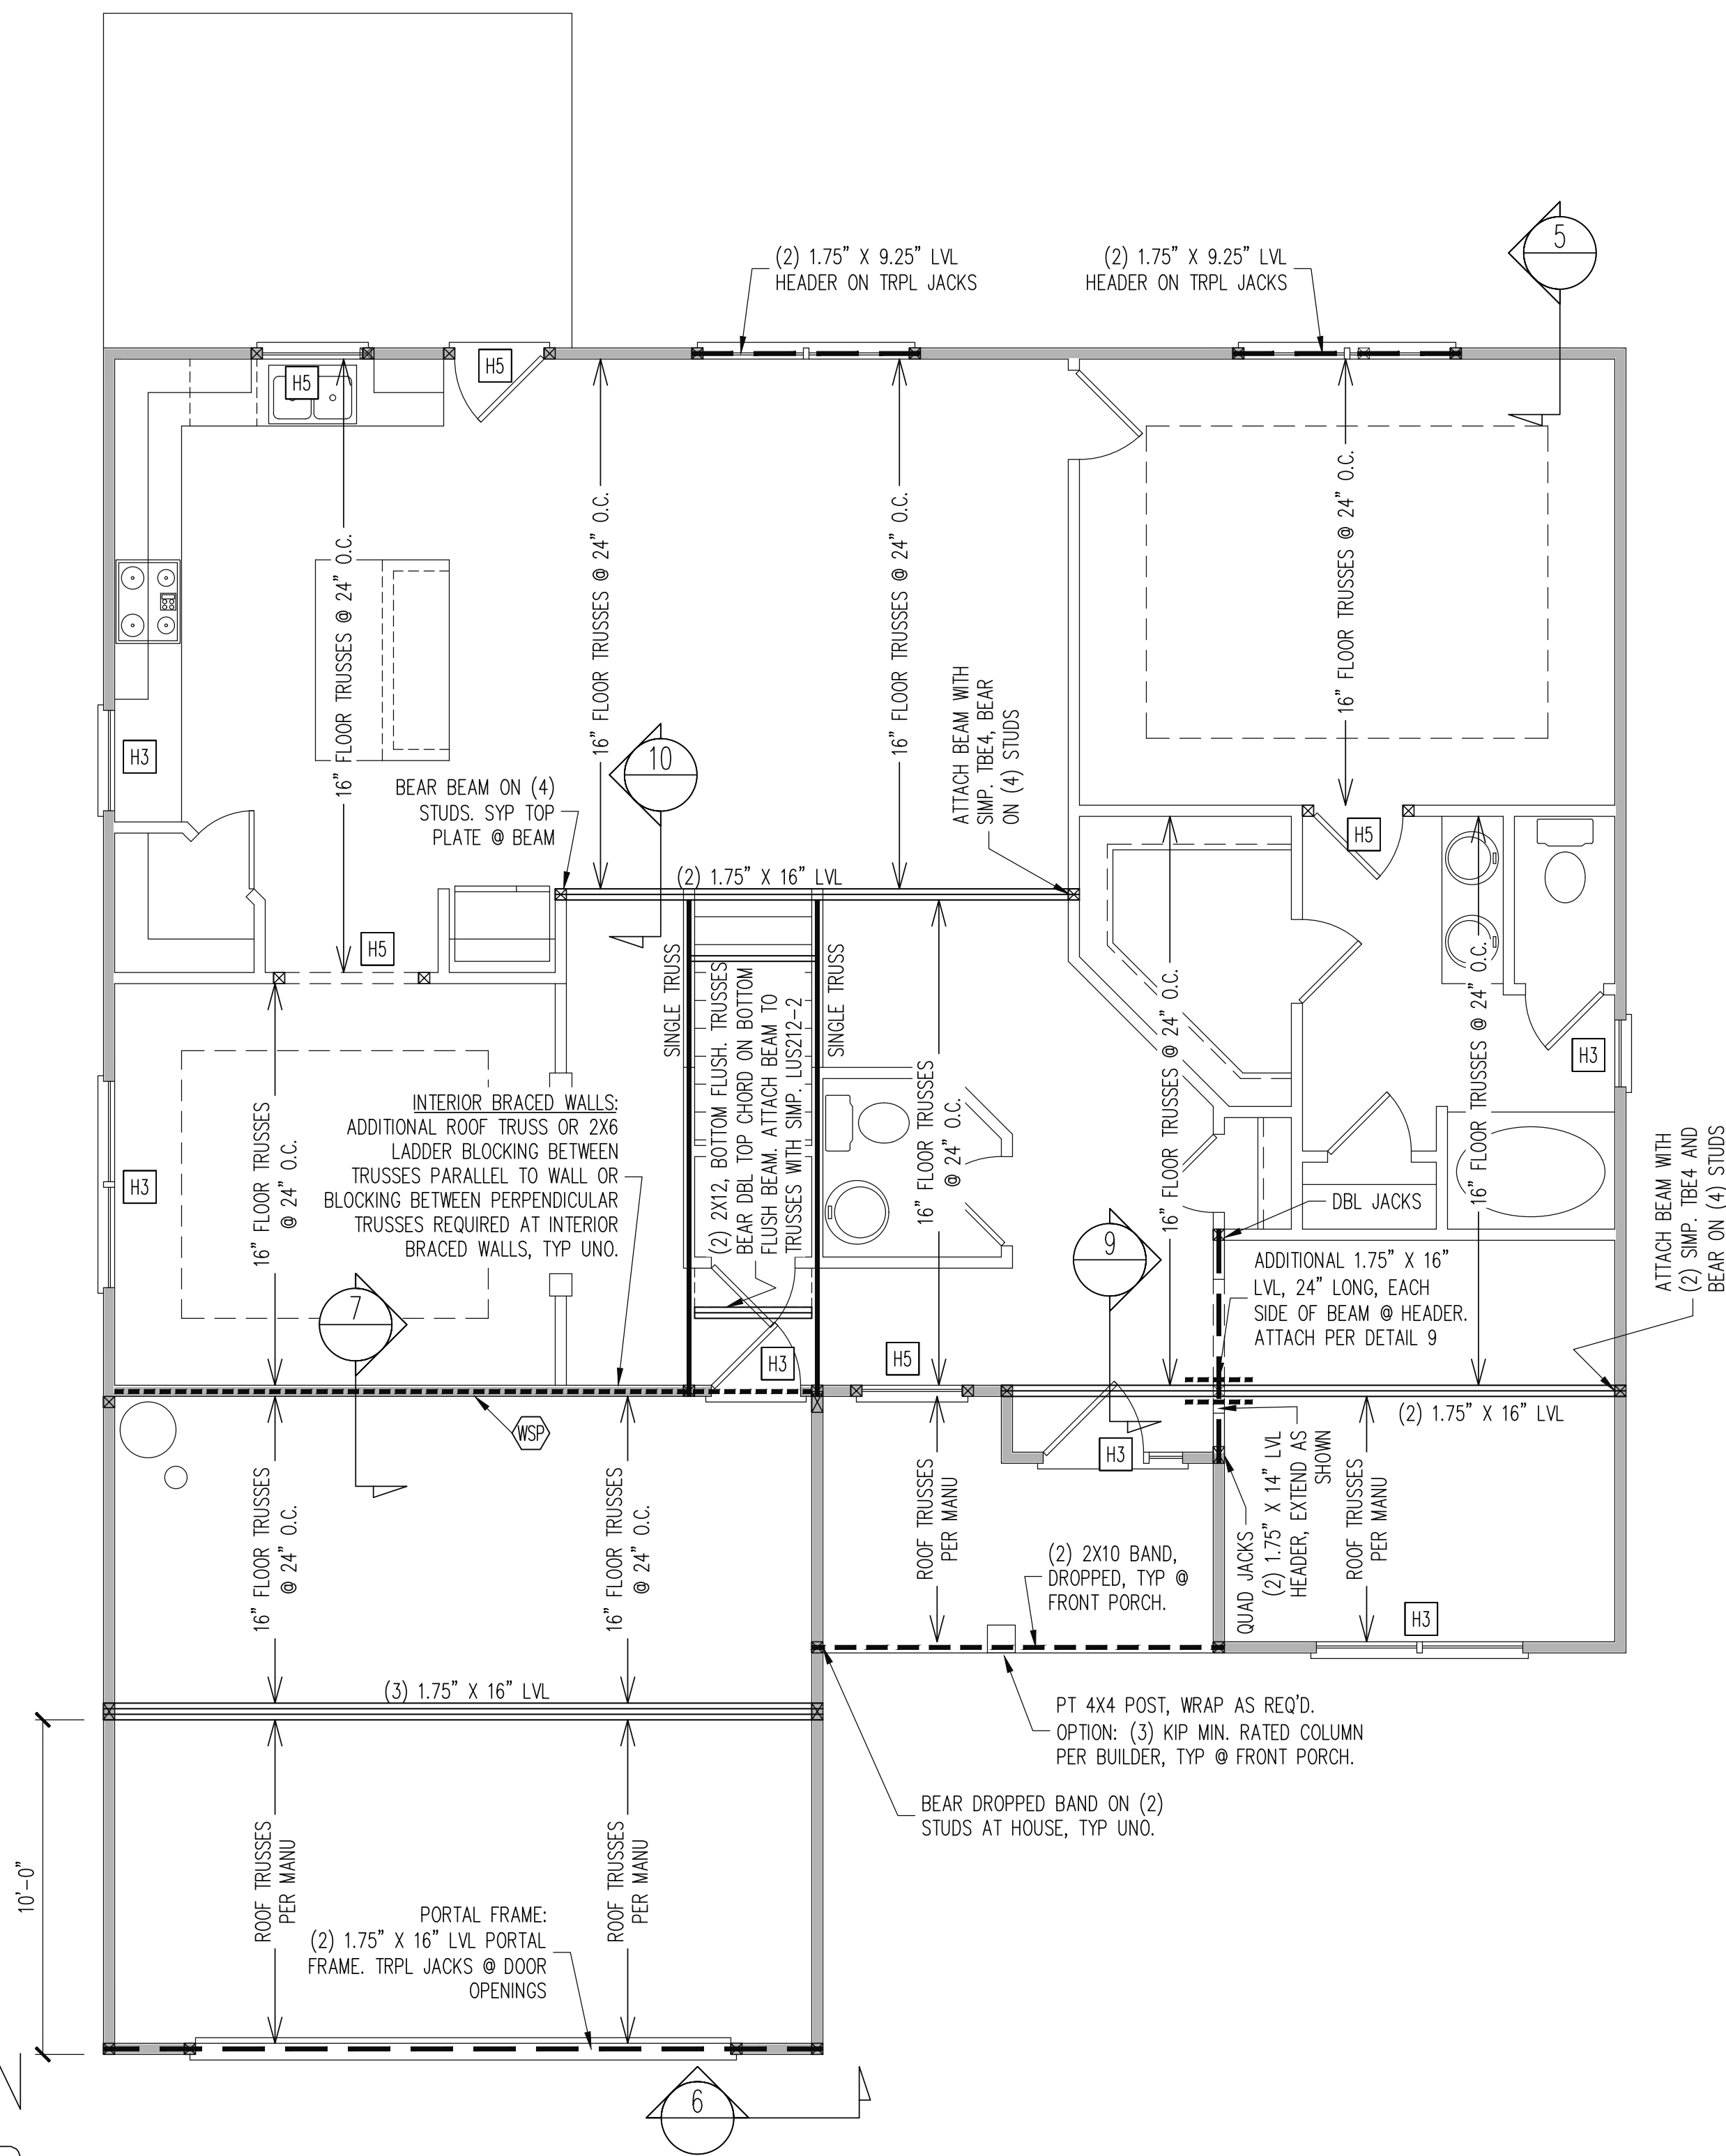 5
(2) 1.75” X 9.25” LVL
HEADER ON TRPL JACKS
(2) 1.75” X 9.25” LVL
HEADER ON TRPL JACKS
H5
H5
16” FLOOR TRUSSES @ 24” O.C.
16” FLOOR TRUSSES @ 24” O.C.
16” FLOOR TRUSSES @ 24” O.C.
16” FLOOR TRUSSES @ 24” O.C.
H3
10
BEAR BEAM ON (4)
STUDS. SYP TOP
PLATE @ BEAM
ATTACH BEAM WITH
SIMP. TBE4, BEAR
ON (4) STUDS
H5
(2) 1.75” X 16” LVL
H5
SINGLE TRUSS
(2) 2X12, BOTTOM FLUSH. TRUSSES
BEAR DBL TOP CHORD ON BOTTOM
FLUSH BEAM. ATTACH BEAM TO
TRUSSES WITH SIMP. LUS212-2
SINGLE TRUSS
16” FLOOR TRUSSES
@ 24” O.C.
16” FLOOR TRUSSES @ 24” O.C.
16” FLOOR TRUSSES @ 24” O.C.
H3
16” FLOOR TRUSSES
@ 24” O.C.
H3
INTERIOR BRACED WALLS:
ADDITIONAL ROOF TRUSS OR 2X6
LADDER BLOCKING BETWEEN
TRUSSES PARALLEL TO WALL OR
BLOCKING BETWEEN PERPENDICULAR
TRUSSES REQUIRED AT INTERIOR
BRACED WALLS, TYP UNO.
ATTACH BEAM WITH
(2) SIMP. TBE4 AND
BEAR ON (4) STUDS
DBL JACKS
9
ADDITIONAL 1.75” X 16”
LVL, 24” LONG, EACH
SIDE OF BEAM @ HEADER.
ATTACH PER DETAIL 9
7
H3
H5
WSP
(2) 1.75” X 16” LVL
H3
16” FLOOR TRUSSES
@ 24” O.C.
16” FLOOR TRUSSES
@ 24” O.C.
ROOF TRUSSES
PER MANU
QUAD JACKS
(2) 1.75” X 14” LVL
HEADER, EXTEND AS
SHOWN
ROOF TRUSSES
PER MANU
(2) 2X10 BAND,
DROPPED, TYP @
FRONT PORCH.
H3
(3) 1.75” X 16” LVL
PT 4X4 POST, WRAP AS REQ’D.
OPTION: (3) KIP MIN. RATED COLUMN
PER BUILDER, TYP @ FRONT PORCH.
BEAR DROPPED BAND ON (2)
STUDS AT HOUSE, TYP UNO.
10’-0”
ROOF TRUSSES
PER MANU
ROOF TRUSSES
PER MANU
PORTAL FRAME:
(2) 1.75” X 16” LVL PORTAL
FRAME. TRPL JACKS @ DOOR
OPENINGS
6